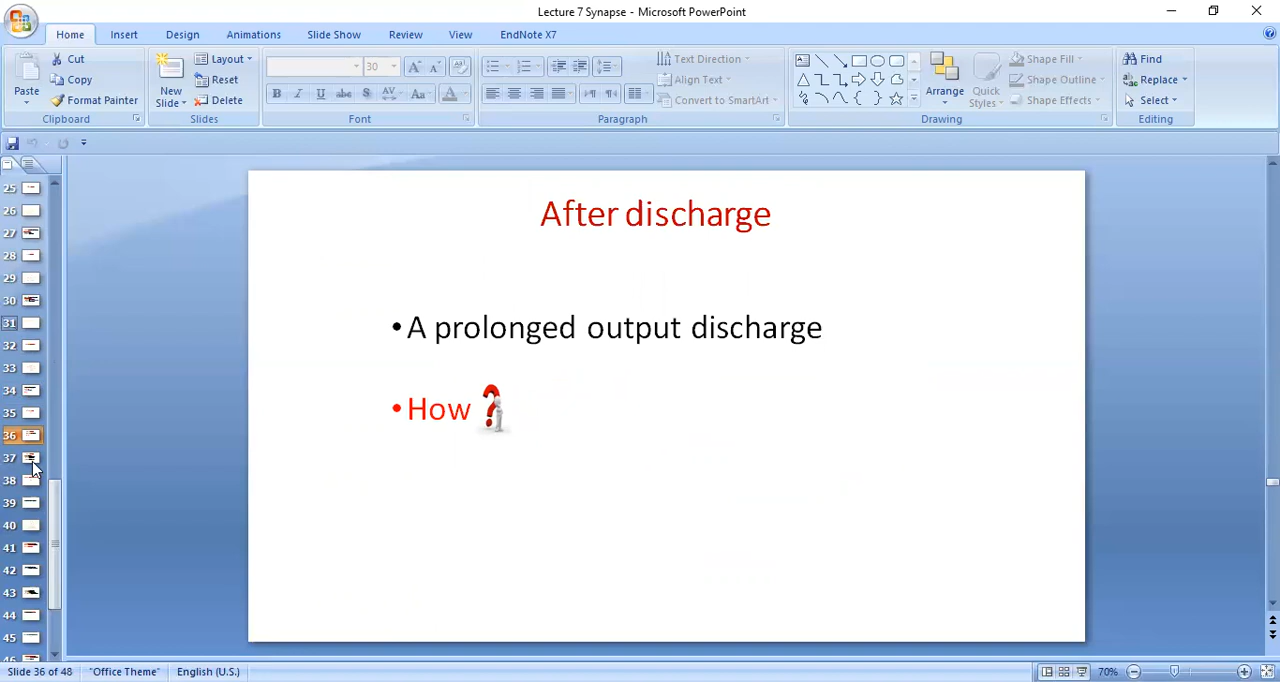 Lecture 7 Synapse - Microsoft PowerPoint
Home Insert Design Animations Slide Show Review View EndNote X7
Paste Cut Copy Format Painter
Clipboard
New Slide Layout Reset Delete
Slides
30
B I U abc S AV Aa A
Font
Text Direction
Align Text
Convert to SmartArt
Paragraph
Arrange Quick Styles
Shape Fill
Shape Outline
Shape Effects
Drawing
Find
Replace
Select
Editing
25
26
27
28
29
30
31
32
33
34
35
36
37
38
39
40
41
42
43
44
45
46
After discharge
•A prolonged output discharge
•How ?
Slide 36 of 48 "Office Theme" English (U.S.) 70%